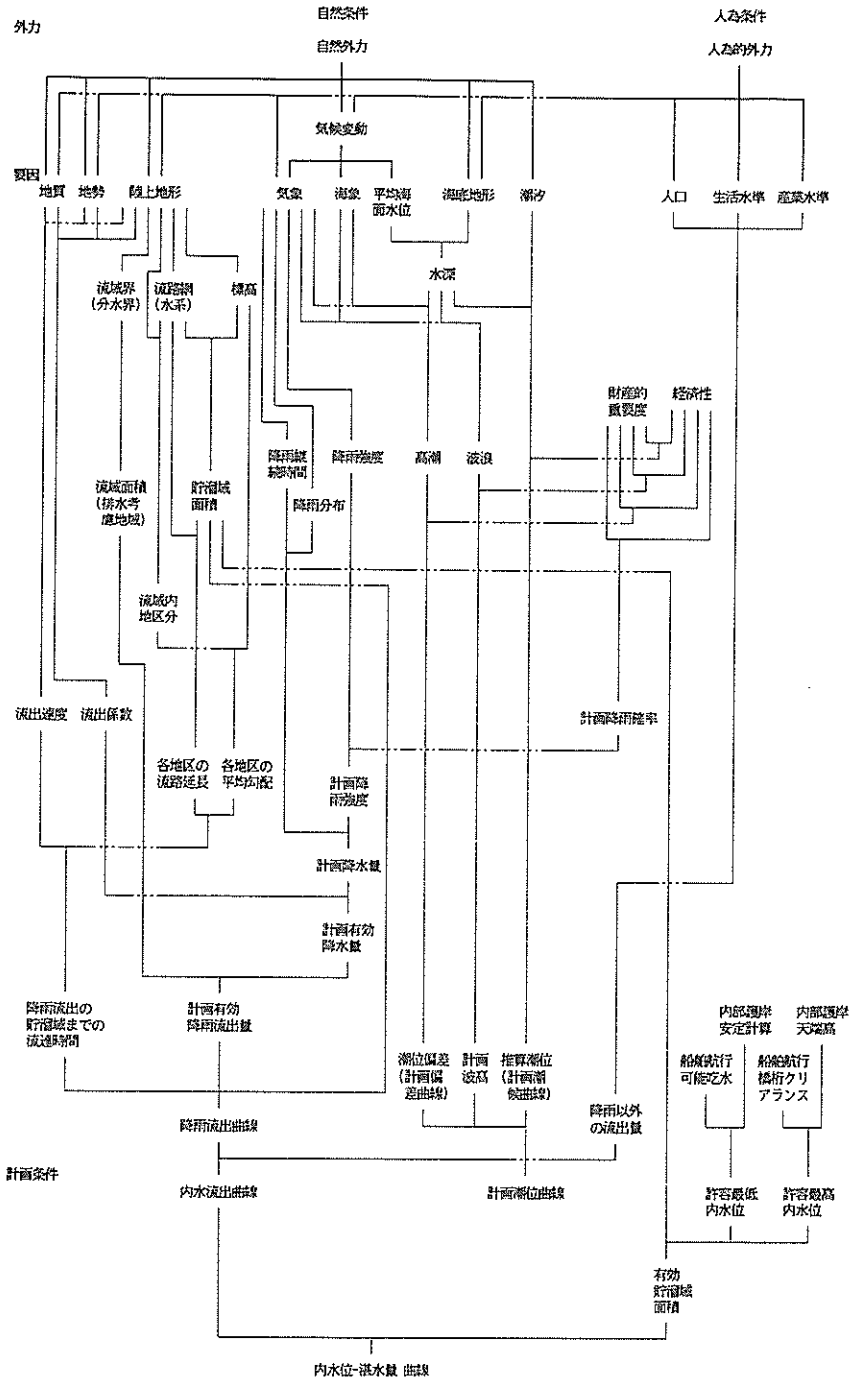 外力
自然条件
人為条件
自然外力
人為的外力
気候変動
要因
地質
地勢
陸上地形
気象
海象
平均海
面水位
海底地形
潮汐
人口
生活水準
産業水準
流域界
(分水界)
流路網
(水系)
標高
水深
財産的
重要度
経済性
流域面積
(排水考
慮地域)
貯溜域
面積
降雨継
続時間
降雨強度
高潮
波浪
降雨分布
流域内
地区分
流出速度
流出係数
計画降雨確率
各地区の
流路延長
各地区の
平均勾配
計画降
雨強度
計画降水量
計画有効
降水量
降雨流出の
貯溜域までの
流達時間
計画有効
降雨流出量
潮位偏差
(計画偏
差曲線)
計画
波高
推算潮位
(計画潮
候曲線)
降雨以外
の流出量
内部護岸
安定計算
内部護岸
天端高
船舶航行
可能吃水
船舶航行
橋桁クリ
アランス
降雨流出曲線
計画条件
内水流出曲線
計画潮位曲線
許容最低
内水位
許容最高
内水位
有効
貯溜域
面積
内水位-湛水量 曲線